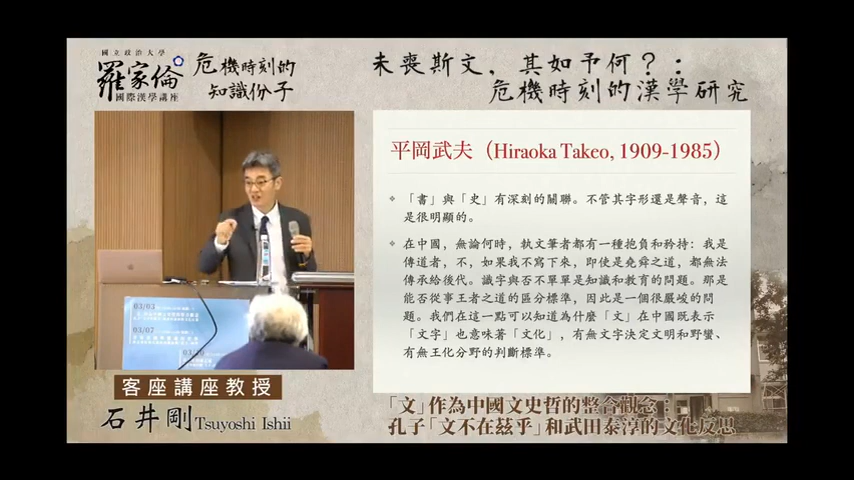 國立政治大學
羅家倫
國際漢學講座
危機時刻的
知識份子
未喪斯文，其如予何？：
危機時刻的漢學研究
平岡武夫（Hiraoka Takeo, 1909-1985）
「書」與「史」有深刻的關聯。不管其字形還是聲音，這
是很明顯的。
在中國，無論何時，執文筆者都有一種抱負和矜持：我是
傳道者，不，如果我不寫下來，即使是堯舜之道，都無法
傳承給後代。識字與否不單單是知識和教育的問題。那是
能否從事王者之道的區分標準，因此是一個很嚴峻的問
題。我們在這一點可以知道為什麼「文」在中國既表示
「文字」也意味著「文化」，有無文字決定文明和野蠻、
有無王化分野的判斷標準。
03/03
03/07
客座講座教授
石井剛 Tsuyoshi Ishii
「文」作為中國文史哲的整合觀念：
孔子「文不在茲乎」和武田泰淳的文化反思